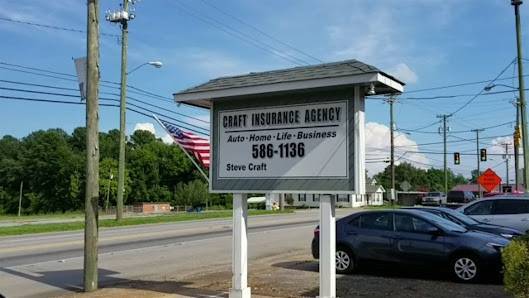 CRAFT INSURANCE AGENCY
Auto · Home · Life · Business
586-1136
Steve Craft